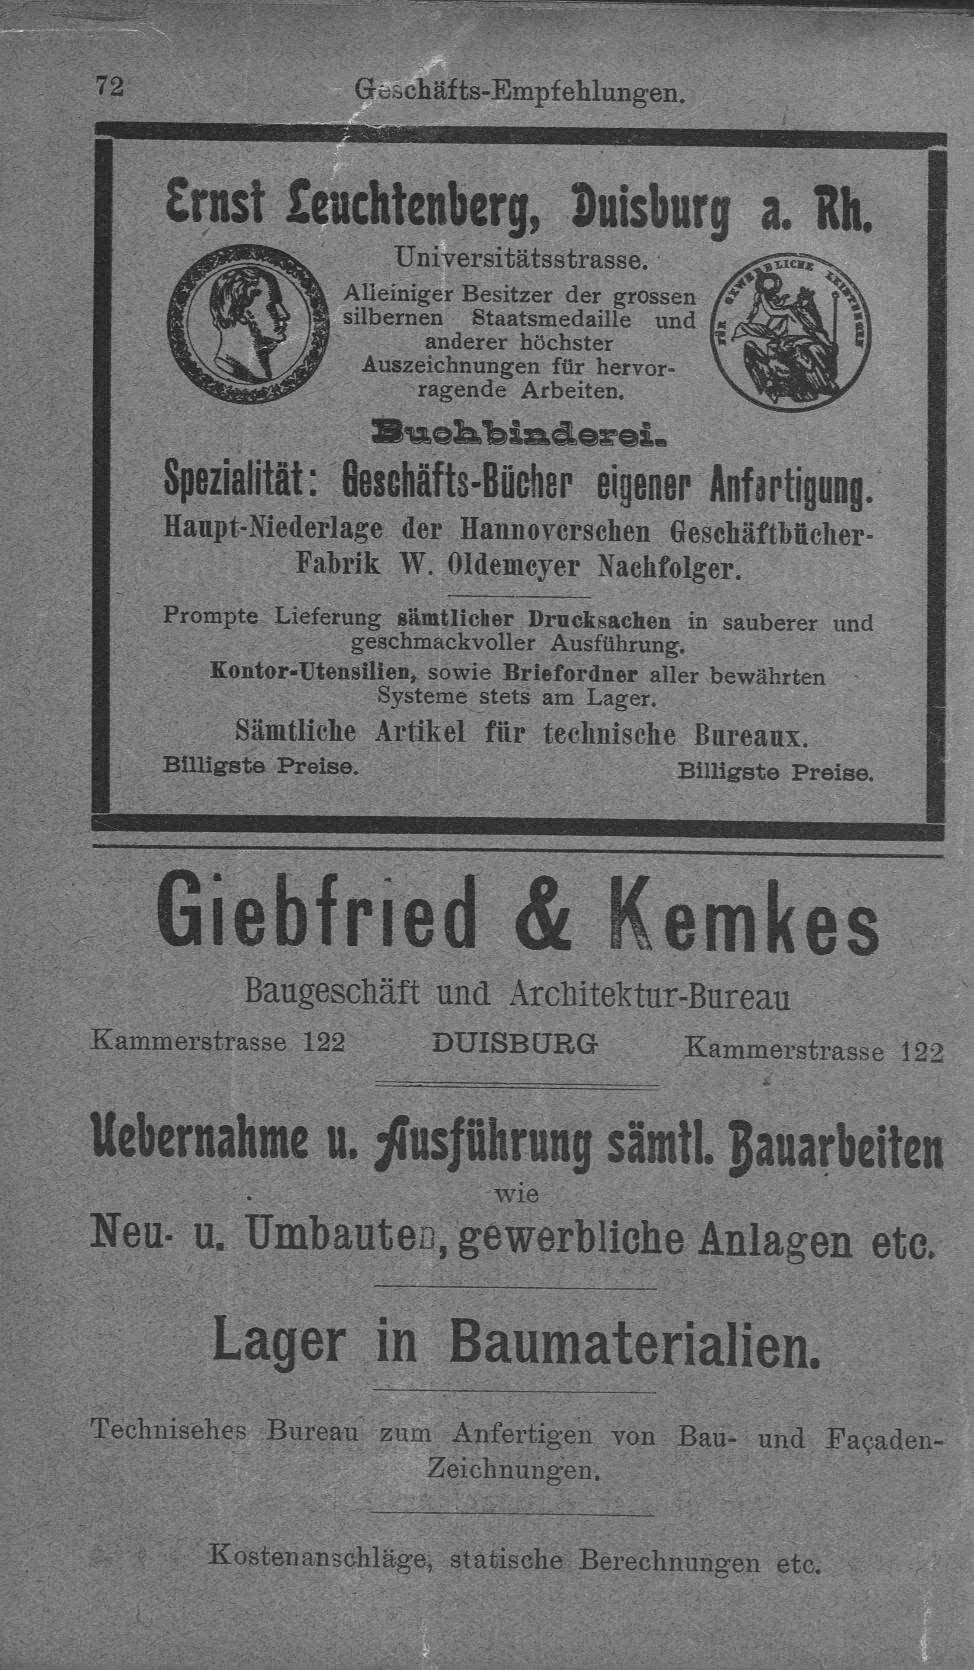 72
Geschäfts-Empfehlungen.
Ernst Leuchtenberg, Duisburg a. Rh.
Universitätsstrasse.
Alleiniger Besitzer der grossen
silbernen Staatsmedaille und
anderer höchster
Auszeichnungen für hervor-
ragende Arbeiten.
FÜR GEWERBLICHE LEISTUNGEN
Buchbinderei.
Spezialität: Geschäfts-Bücher eigener Anfertigung.
Haupt-Niederlage der Hannoverschen Geschäftbücher-
Fabrik W. Oldemeyer Nachfolger.
Prompte Lieferung sämtlicher Drucksachen in sauberer und
geschmackvoller Ausführung.
Kontor-Utensilien, sowie Briefordner aller bewährten
Systeme stets am Lager.
Sämtliche Artikel für technische Bureaux.
Billigste Preise. Billigste Preise.
Giebfried & Kemkes
Baugeschäft und Architektur-Bureau
Kammerstrasse 122 DUISBURG Kammerstrasse 122
Uebernahme u. Ausführung sämtl. Bauarbeiten
wie
Neu- u. Umbauten, gewerbliche Anlagen etc.
Lager in Baumaterialien.
Technisehes Bureau zum Anfertigen von Bau- und Façaden-
Zeichnungen.
Kostenanschläge, statische Berechnungen etc.